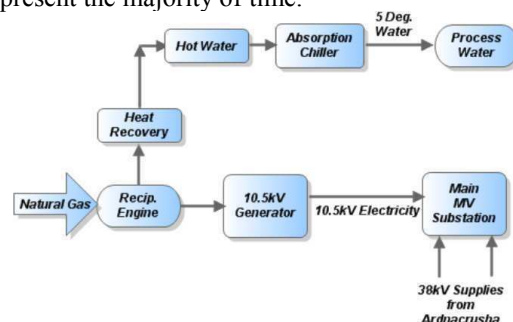 present the majority of time.
5 Deg.
Water
Hot Water
Absorption
Chiller
Process
Water
Heat
Recovery
Natural Gas
Recip.
Engine
10.5kV
Generator
10.5kV Electricity
Main
MV
Substation
38kV Supplies
from
Ardnacrusha